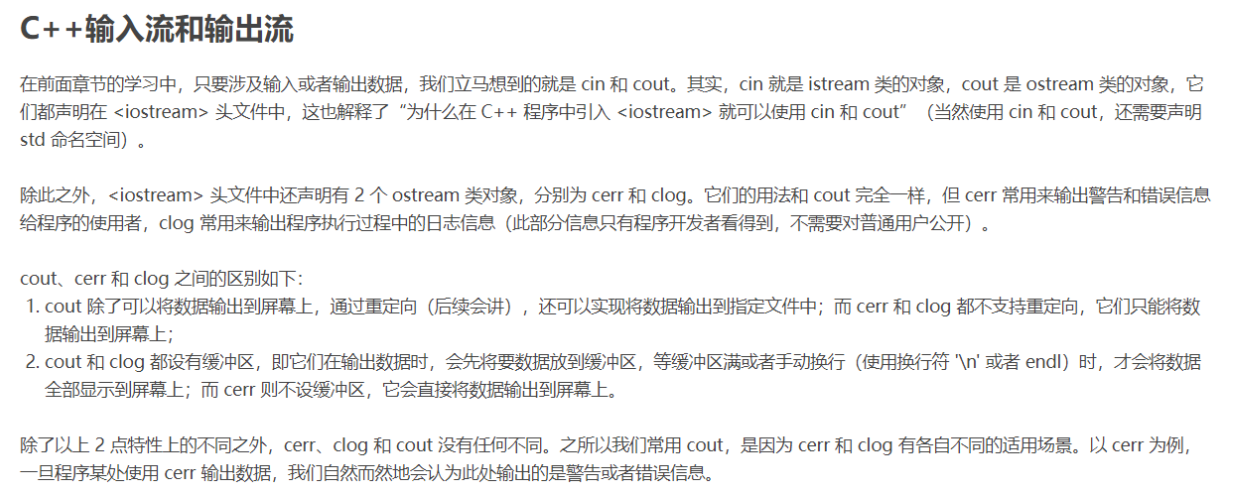 C++输入流和输出流
在前面章节的学习中，只要涉及输入或者输出数据，我们立马想到的就是 cin 和 cout。其实，cin 就是 istream 类的对象，cout 是 ostream 类的对象，它
们都声明在 <iostream> 头文件中，这也解释了“为什么在 C++ 程序中引入 <iostream> 就可以使用 cin 和 cout”（当然使用 cin 和 cout，还需要声明
std 命名空间）。
除此之外，<iostream> 头文件中还声明有 2 个 ostream 类对象，分别为 cerr 和 clog。它们的用法和 cout 完全一样，但 cerr 常用来输出警告和错误信息
给程序的使用者，clog 常用来输出程序执行过程中的日志信息（此部分信息只有程序开发者看得到，不需要对普通用户公开）。
cout、cerr 和 clog 之间的区别如下：
1. cout 除了可以将数据输出到屏幕上，通过重定向（后续会讲），还可以实现将数据输出到指定文件中；而 cerr 和 clog 都不支持重定向，它们只能将数
据输出到屏幕上；
2. cout 和 clog 都设有缓冲区，即它们在输出数据时，会先将要数据放到缓冲区，等缓冲区满或者手动换行（使用换行符 '\n' 或者 endl）时，才会将数据
全部显示到屏幕上；而 cerr 则不设缓冲区，它会直接将数据输出到屏幕上。
除了以上 2 点特性上的不同之外，cerr、clog 和 cout 没有任何不同。之所以我们常用 cout，是因为 cerr 和 clog 有各自不同的适用场景。以 cerr 为例，
一旦程序某处使用 cerr 输出数据，我们自然而然地会认为此处输出的是警告或者错误信息。